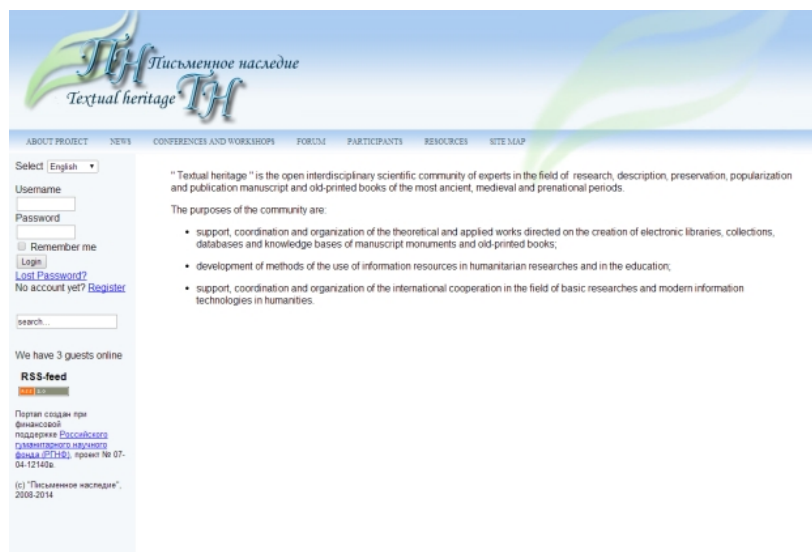 ПН Письменное наследие
Textual heritage ТН
ABOUT PROJECT NEWS CONFERENCES AND WORKSHOPS FORUM PARTICIPANTS RESOURCES SITE MAP
Select English
Username
Password
Remember me
Login
Lost Password?
No account yet? Register
search...
We have 3 guests online
RSS-feed
Портал создан при
финансовой
поддержке Российского
гуманитарного научного
фонда (РГНФ), проект № 07-
04-12140в.
(c) "Письменное наследие",
2008-2014
" Textual heritage " is the open interdisciplinary scientific community of experts in the field of research, description, preservation, popularization
and publication manuscript and old-printed books of the most ancient, medieval and prenational periods.
The purposes of the community are:
• support, coordination and organization of the theoretical and applied works directed on the creation of electronic libraries, collections,
databases and knowledge bases of manuscript monuments and old-printed books;
• development of methods of the use of information resources in humanitarian researches and in the education;
• support, coordination and organization of the international cooperation in the field of basic researches and modern information
technologies in humanities.